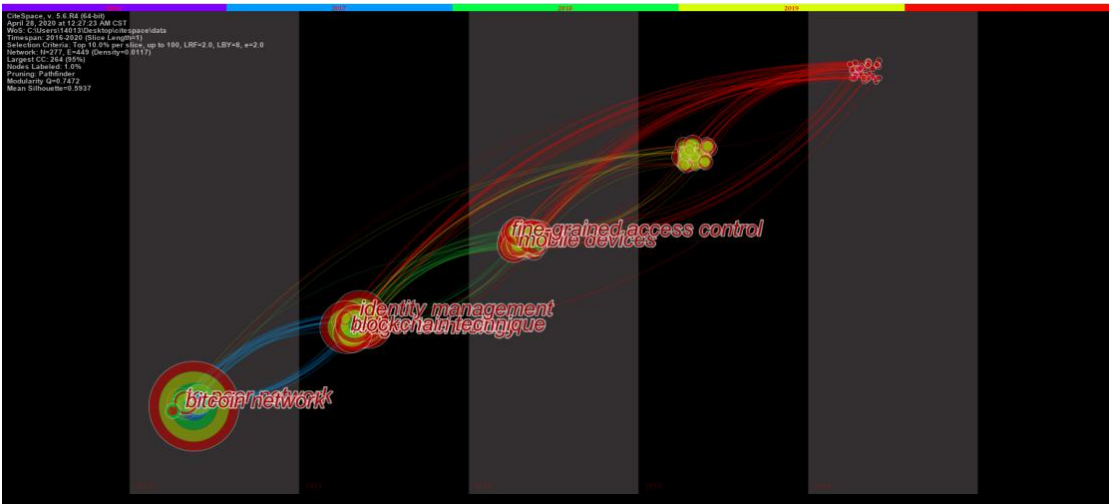 2017
2018
2019
CiteSpace, v. 5.6.R4 (64-bit)
April 28, 2020 at 12:27:23 AM CST
WoS: C:\Users\14013\Desktop\citespace\data
Timespan: 2016-2020 (Slice Length=1)
Selection Criteria: Top 10.0% per slice, up to 100, LRF=2.0, LBY=8, e=2.0
Network: N=277, E=449 (Density=0.0117)
Largest CC: 264 (95%)
Nodes Labeled: 1.0%
Pruning: Pathfinder
Modularity Q=0.7472
Mean Silhouette=0.5937
fine-grained access control
mobile devices
identity management
blockchain technique
bitcoin network